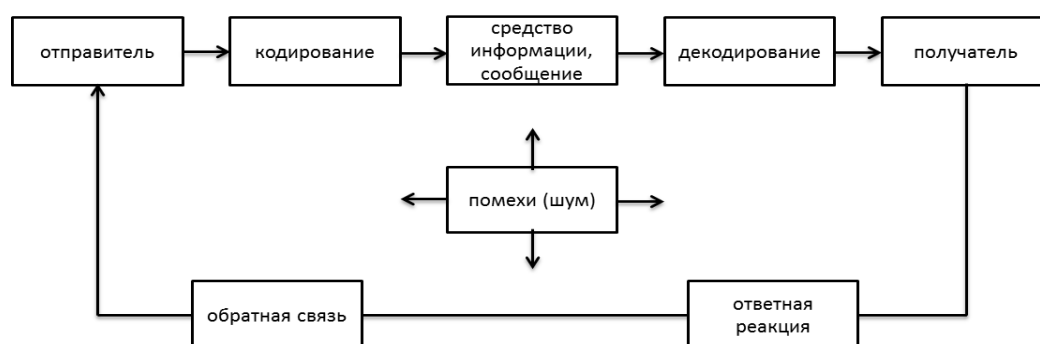 отправитель
кодирование
средство
информации,
сообщение
декодирование
получатель
помехи (шум)
обратная связь
ответная
реакция